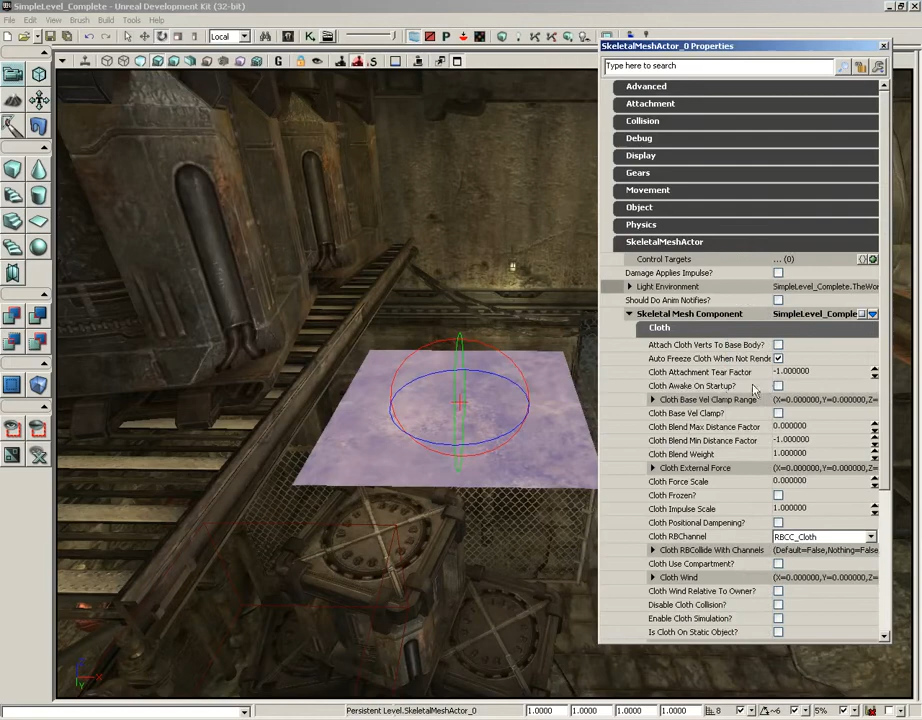 SimpleLevel_Complete - Unreal Development Kit (32-bit)
File Edit View Brush Build Tools Help
Local
SkeletalMeshActor_0 Properties
Type here to search
Advanced
Attachment
Collision
Debug
Display
Gears
Movement
Object
Physics
SkeletalMeshActor
Control Targets ... (0)
Damage Applies Impulse?
Light Environment SimpleLevel_Complete.TheWor
Should Do Anim Notifies?
Skeletal Mesh Component SimpleLevel_Comple
Cloth
Attach Cloth Verts To Base Body?
Auto Freeze Cloth When Not Rende
Cloth Attachment Tear Factor -1.000000
Cloth Awake On Startup?
Cloth Base Vel Clamp Range (X=0.000000,Y=0.000000,Z=
Cloth Base Vel Clamp?
Cloth Blend Max Distance Factor 0.000000
Cloth Blend Min Distance Factor -1.000000
Cloth Blend Weight 1.000000
Cloth External Force (X=0.000000,Y=0.000000,Z=
Cloth Force Scale 0.000000
Cloth Frozen?
Cloth Impulse Scale 1.000000
Cloth Positional Dampening?
Cloth RBChannel RBCC_Cloth
Cloth RBCollide With Channels (Default=False,Nothing=False
Cloth Use Compartment?
Cloth Wind (X=0.000000,Y=0.000000,Z=
Cloth Wind Relative To Owner?
Disable Cloth Collision?
Enable Cloth Simulation?
Is Cloth On Static Object?
Persistent Level.SkeletalMeshActor_0 1.0000 1.0000 1.0000 1.0000 8 ~6 5%